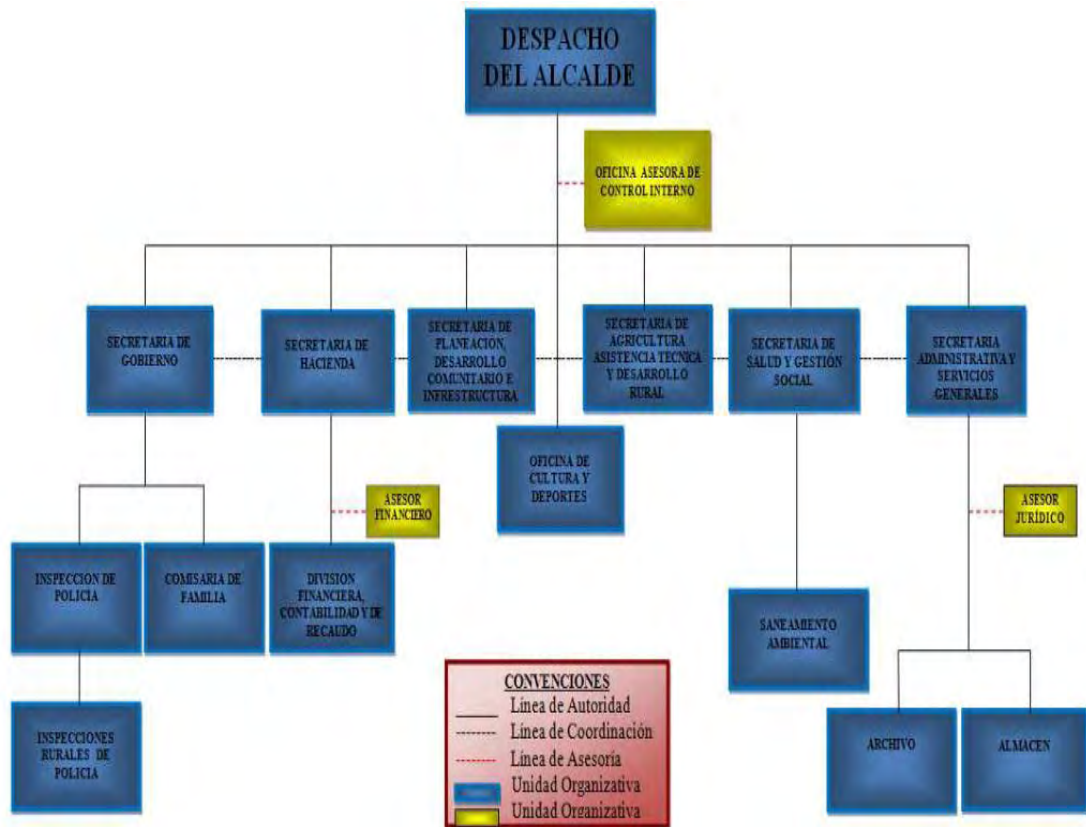 DESPACHO
DEL ALCALDE
OFICINA ASESORA DE
CONTROL INTERNO
SECRETARIA DE
GOBIERNO
SECRETARIA DE
HACIENDA
SECRETARIA DE
PLANEACIÓN,
DESARROLLO
COMUNITARIO E
INFRESTRUCTURA
SECRETARIA DE
AGRICULTURA
ASISTENCIA TECNICA
Y DESARROLLO
RURAL
SECRETARIA DE
SALUD Y GESTIÓN
SOCIAL
SECRETARIA
ADMINISTRATIVA Y
SERVICIOS
GENERALES
OFICINA DE
CULTURA Y
DEPORTES
ASESOR
FINANCIERO
ASESOR
JURÍDICO
INSPECCION DE
POLICIA
COMISARIA DE
FAMILIA
DIVISION
FINANCIERA,
CONTABILIDAD Y DE
RECAUDO
SANEAMIENTO
AMBIENTAL
INSPECCIONES
RURALES DE
POLICIA
ARCHIVO
ALMACEN
CONVENCIONES
Línea de Autoridad
Línea de Coordinación
Línea de Asesoría
Unidad Organizativa
Unidad Organizativa